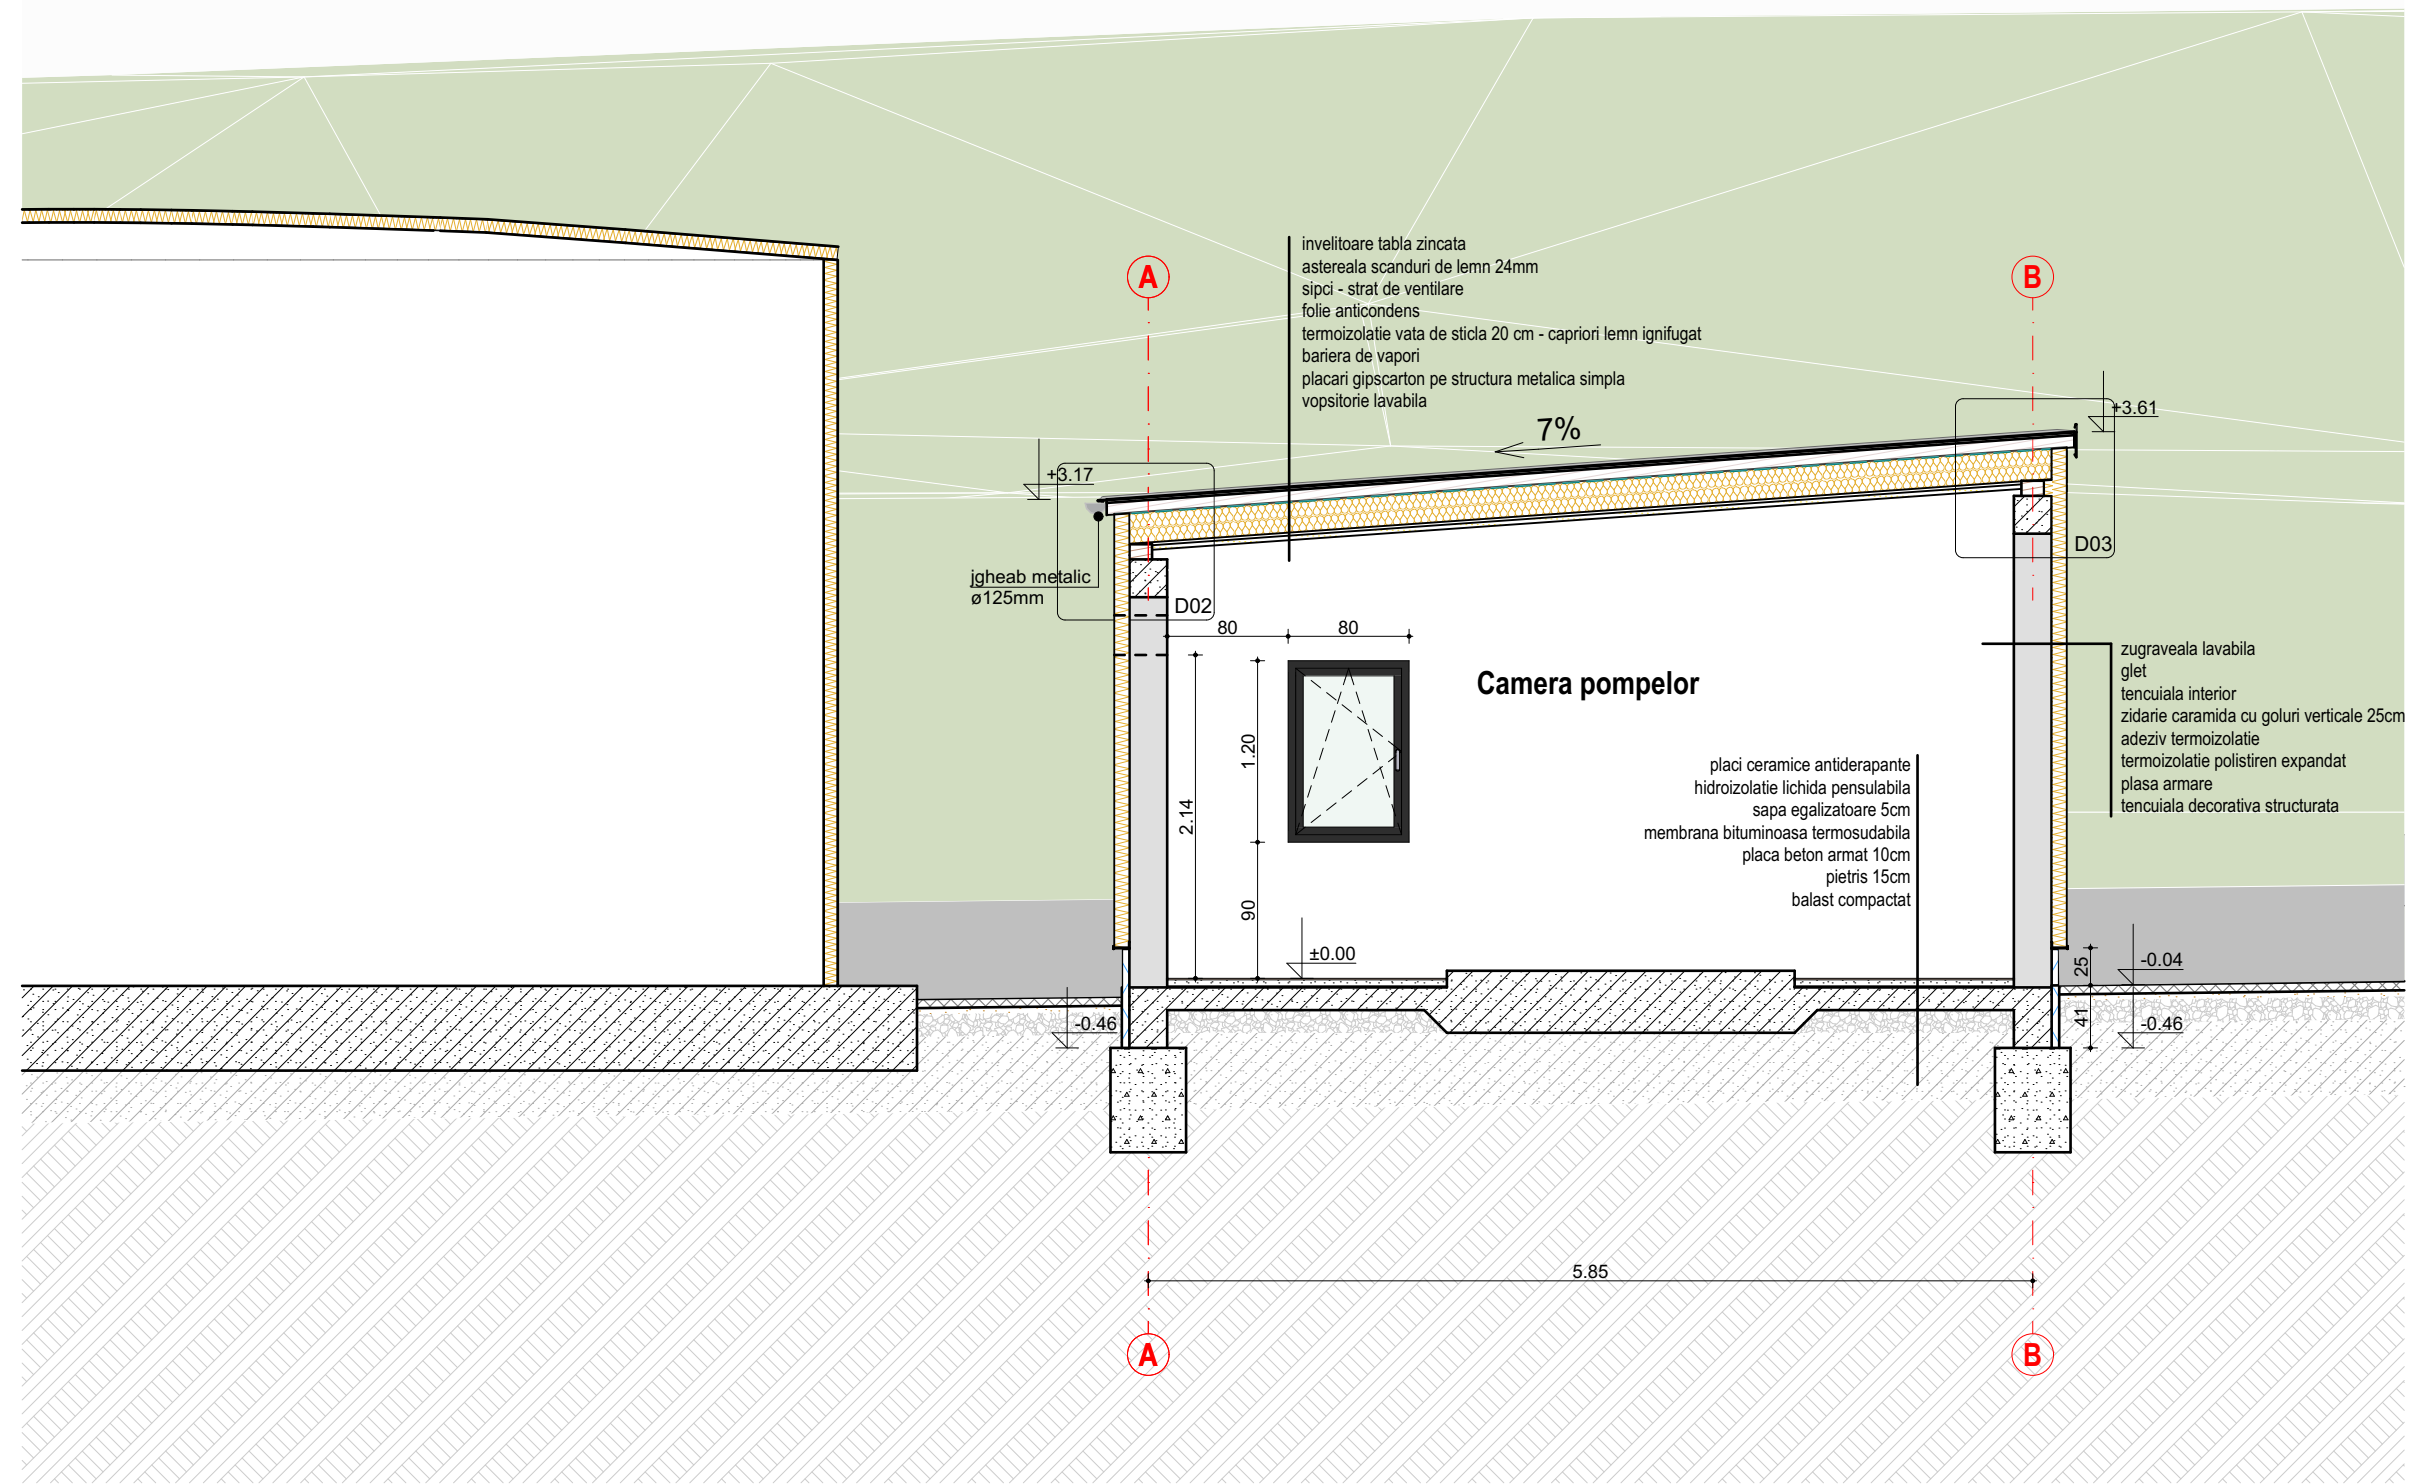 invelitoare tabla zincata
astereala scanduri de lemn 24mm
sipci - strat de ventilare
folie anticondens
termoizolatie vata de sticla 20 cm - capriori lemn ignifugat
bariera de vapori
placari gipscarton pe structura metalica simpla
vopsitorie lavabila
A
B
7%
+3.61
+3.17
D03
jgheab metalic
ø125mm
D02
80
80
Camera pompelor
zugraveala lavabila
glet
tencuiala interior
zidarie caramida cu goluri verticale 25cm
adeziv termoizolatie
termoizolatie polistiren expandat
plasa armare
tencuiala decorativa structurata
1.20
2.14
90
placi ceramice antiderapante
hidroizolatie lichida pensulabila
sapa egalizatoare 5cm
membrana bituminoasa termosudabila
placa beton armat 10cm
pietris 15cm
balast compactat
±0.00
25
-0.04
-0.46
41
-0.46
5.85
A
B